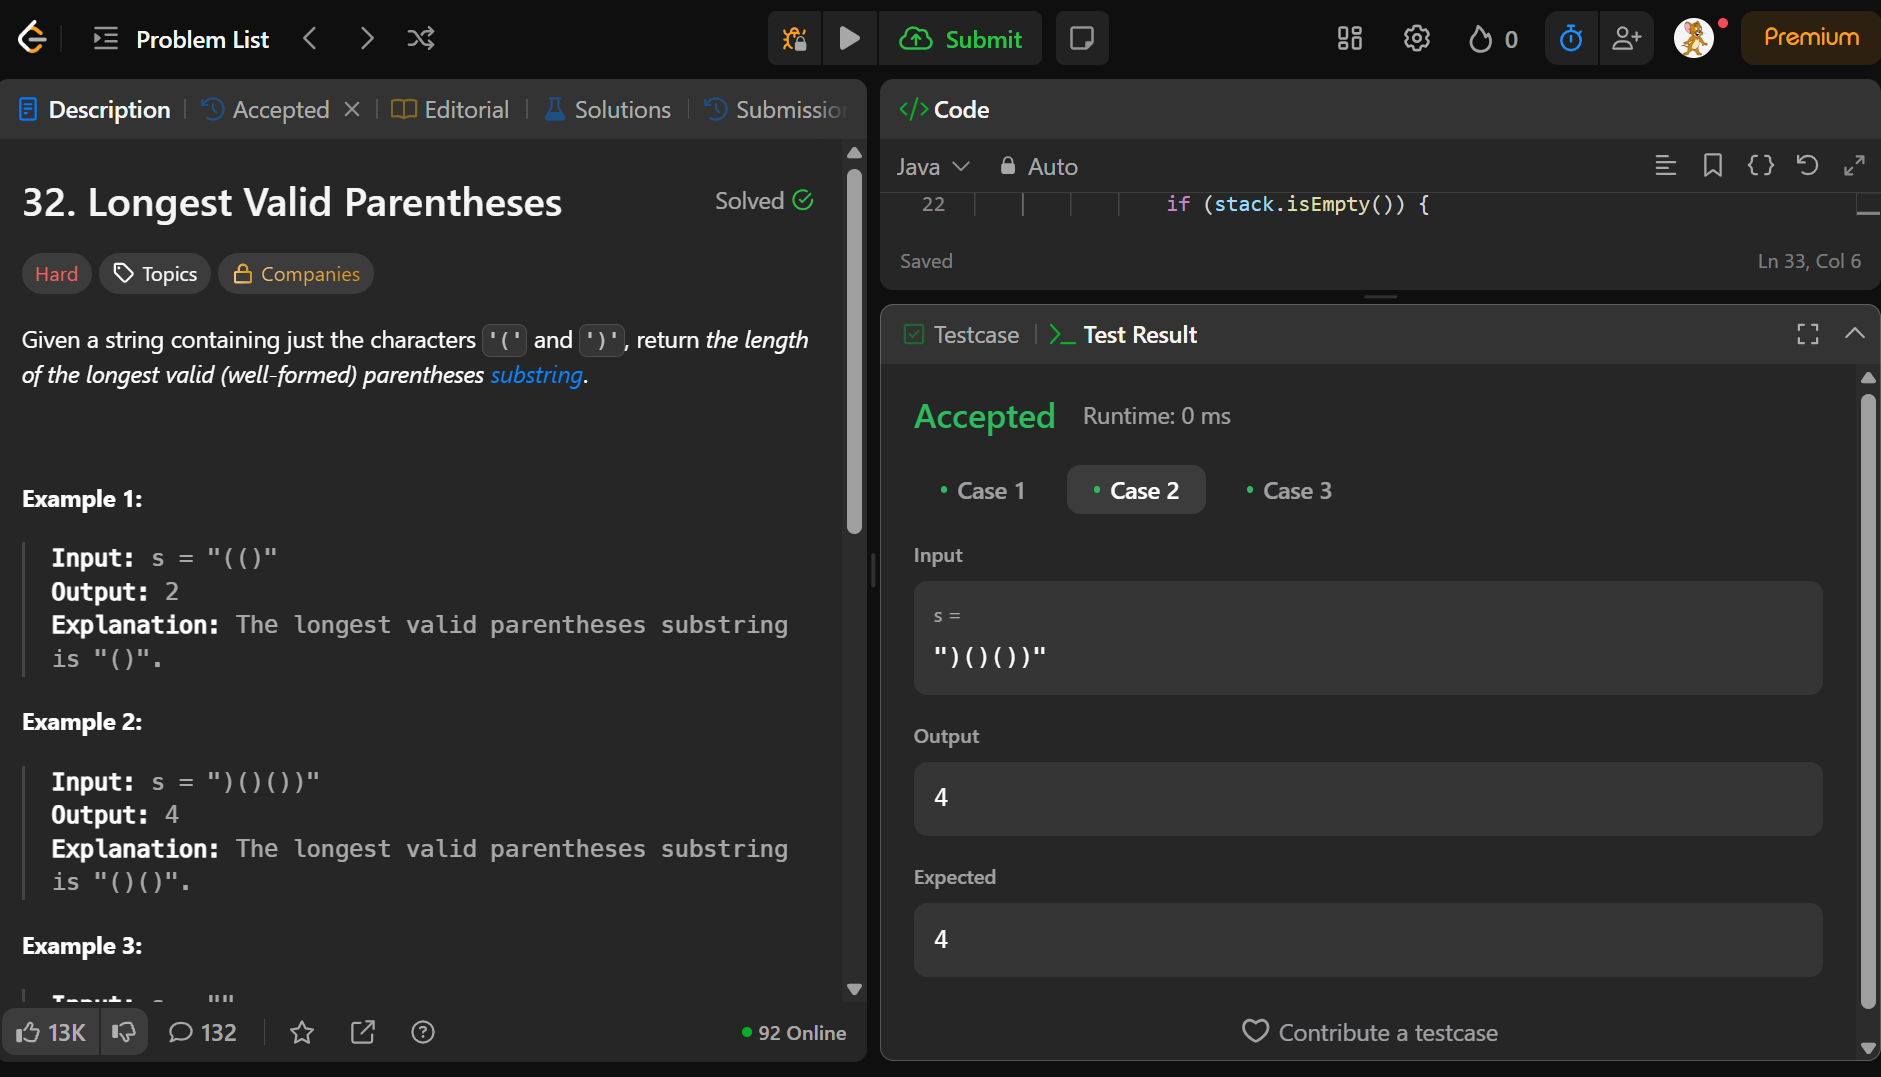 Problem List
Submit
0
Premium
Description
Accepted
Editorial
Solutions
Submission
32. Longest Valid Parentheses
Solved
Hard
Topics
Companies
Given a string containing just the characters '(' and ')', return the length
of the longest valid (well-formed) parentheses substring.
Example 1:
Input: s = "(()"
Output: 2
Explanation: The longest valid parentheses substring
is "()".
Example 2:
Input: s = ")()())"
Output: 4
Explanation: The longest valid parentheses substring
is "()()".
Example 3:
Input: s = ""
13K
132
92 Online
</> Code
Java
Auto
22 if (stack.isEmpty()) {
Saved
Ln 33, Col 6
Testcase
>_ Test Result
Accepted
Runtime: 0 ms
Case 1
Case 2
Case 3
Input
s =
")()())"
Output
4
Expected
4
Contribute a testcase